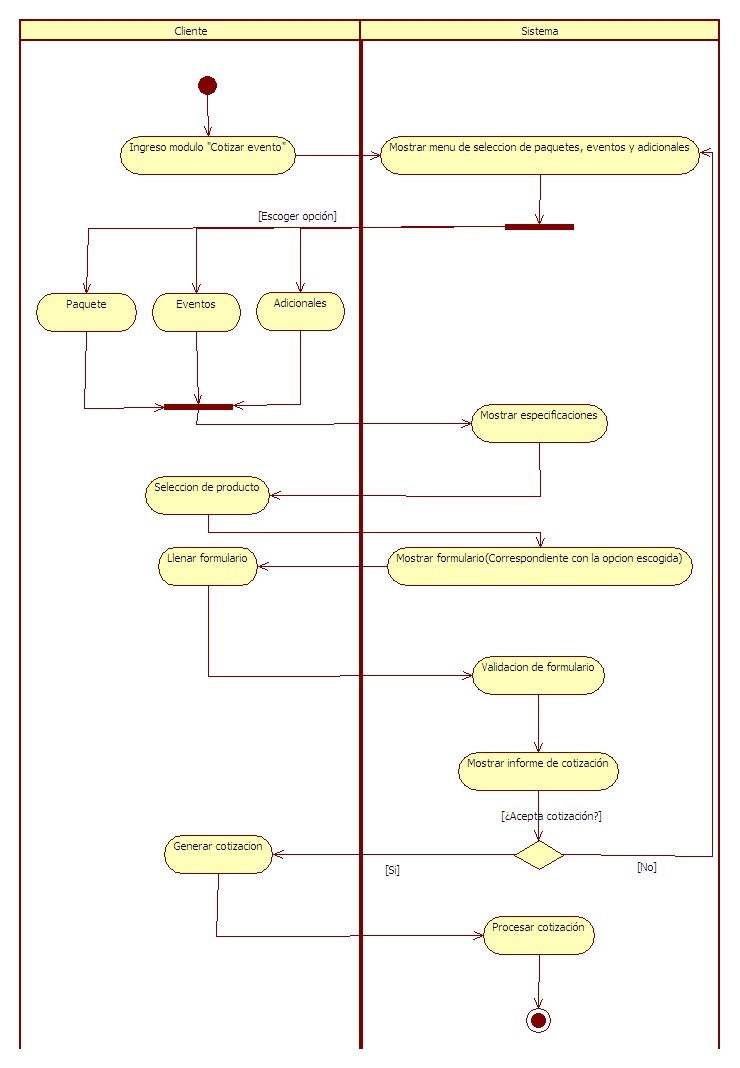 Cliente
Sistema
Ingreso modulo "Cotizar evento"
Mostrar menu de seleccion de paquetes, eventos y adicionales
[Escoger opción]
Paquete
Eventos
Adicionales
Mostrar especificaciones
Seleccion de producto
Llenar formulario
Mostrar formulario(Correspondiente con la opcion escogida)
Validacion de formulario
Mostrar informe de cotización
[¿Acepta cotización?]
Generar cotizacion
[Si]
[No]
Procesar cotización